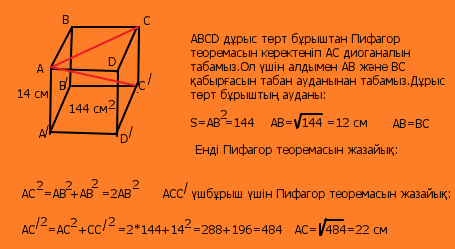 B C
ABCD дұрыс төрт бұрыштан Пифагор
теоремасын керектеніп AC диоганалын
A D
табамыз.Ол үшін алдымен AB және BC
B/ C/
14 см
қабырғасын табан ауданынан табамыз.Дұрыс
144 см²
төрт бұрыштың ауданы:
A/ D/
S=AB²=144 AB=√144 =12 см AB=BC
Енді Пифагор теоремасын жазайық:
AC²=AB²+AB²=2AB² ACC/ үшбұрыш үшін Пифагор теоремасын жазайық:
AC/²=AC²+CC/²=2*144+14²=288+196=484 AC=√484=22 см